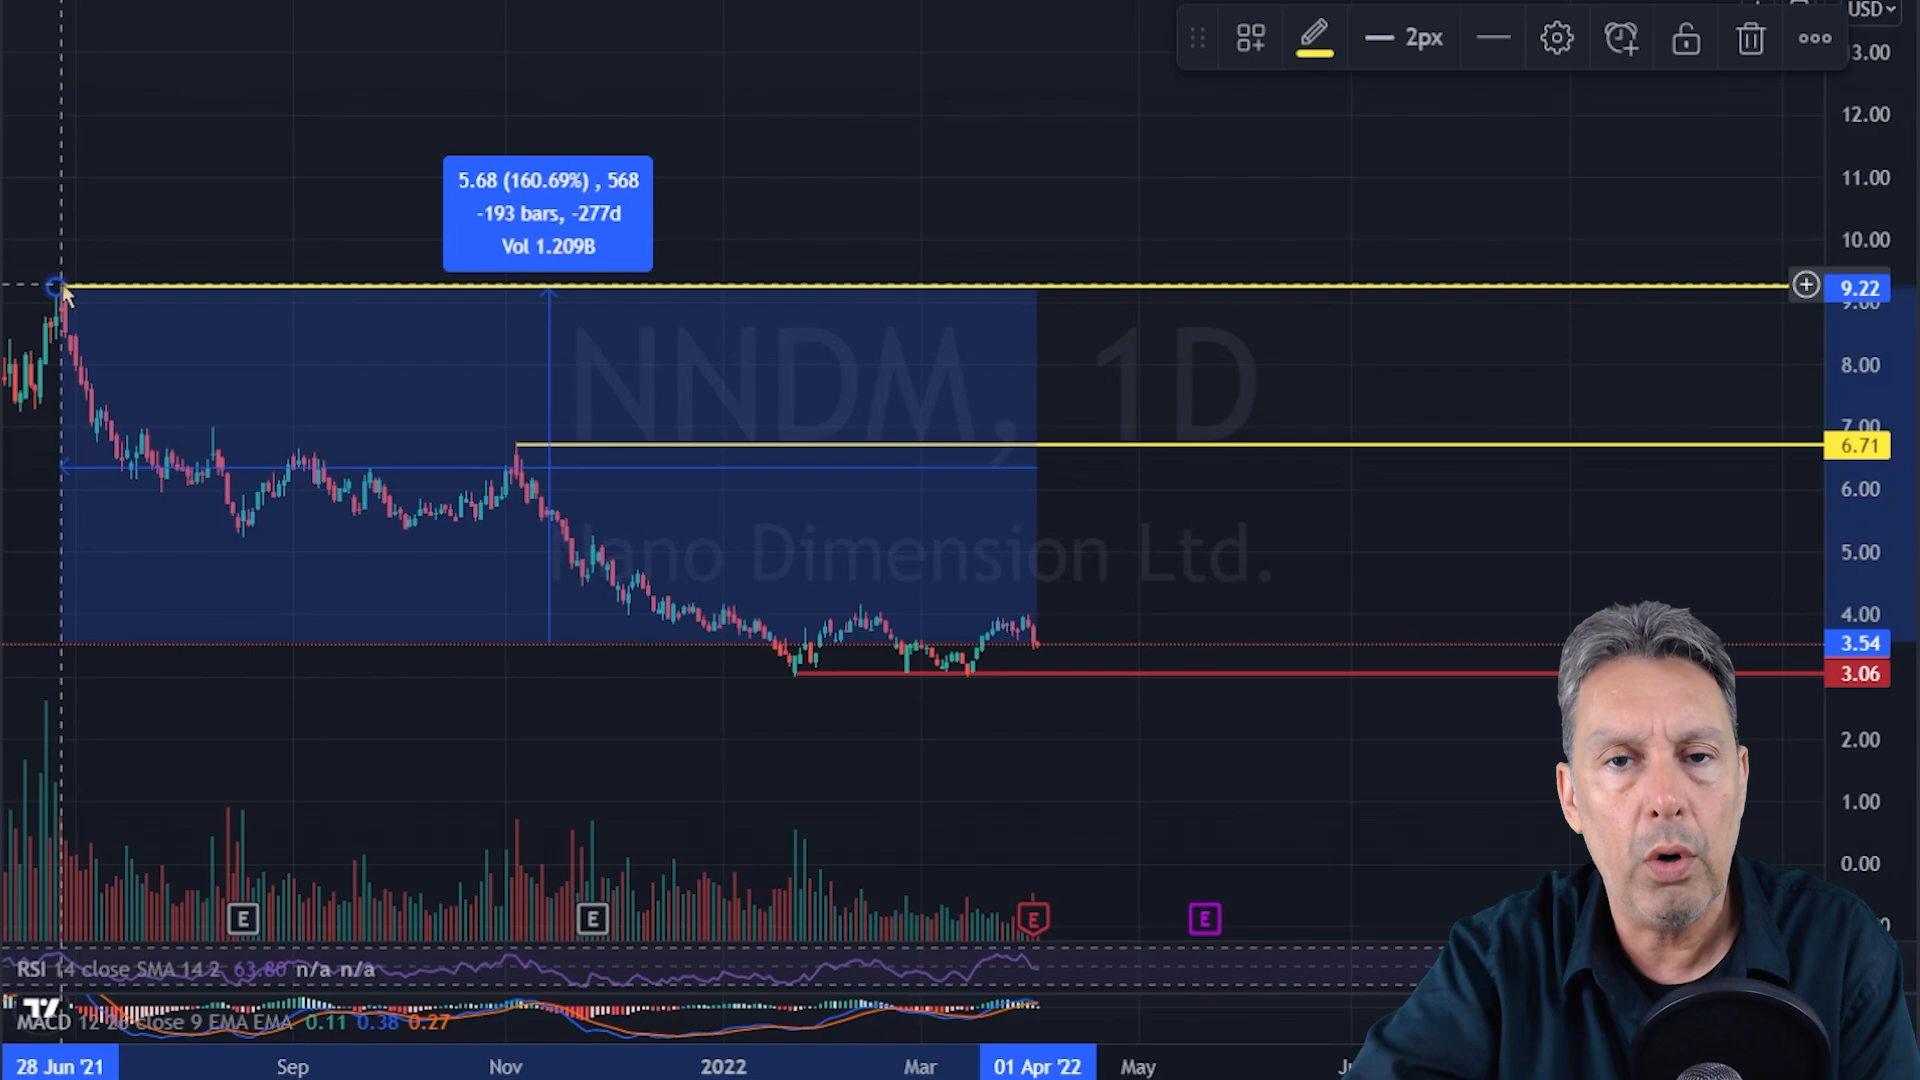 USD
2px
13.00
12.00
11.00
10.00
9.22
9.00
8.00
7.00
6.71
6.00
5.00
4.00
3.54
3.06
2.00
1.00
0.00
5.68 (160.69%) , 568
-193 bars, -277d
Vol 1.209B
NNDM, 1D
Nano Dimension Ltd.
E
E
E
E
RSI 14 close SMA 14 2 63.80 n/a n/a
MACD 12 26 close 9 EMA EMA 0.11 0.38 0.27
28 Jun '21
Sep
Nov
2022
Mar
01 Apr '22
May